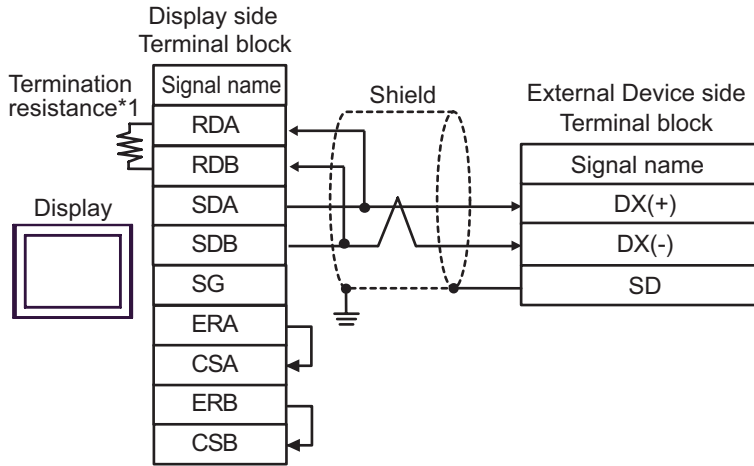 Display side
Terminal block
Termination
resistance*1
Signal name
RDA
RDB
SDA
SDB
SG
ERA
CSA
ERB
CSB
Display
Shield
External Device side
Terminal block
Signal name
DX(+)
DX(-)
SD